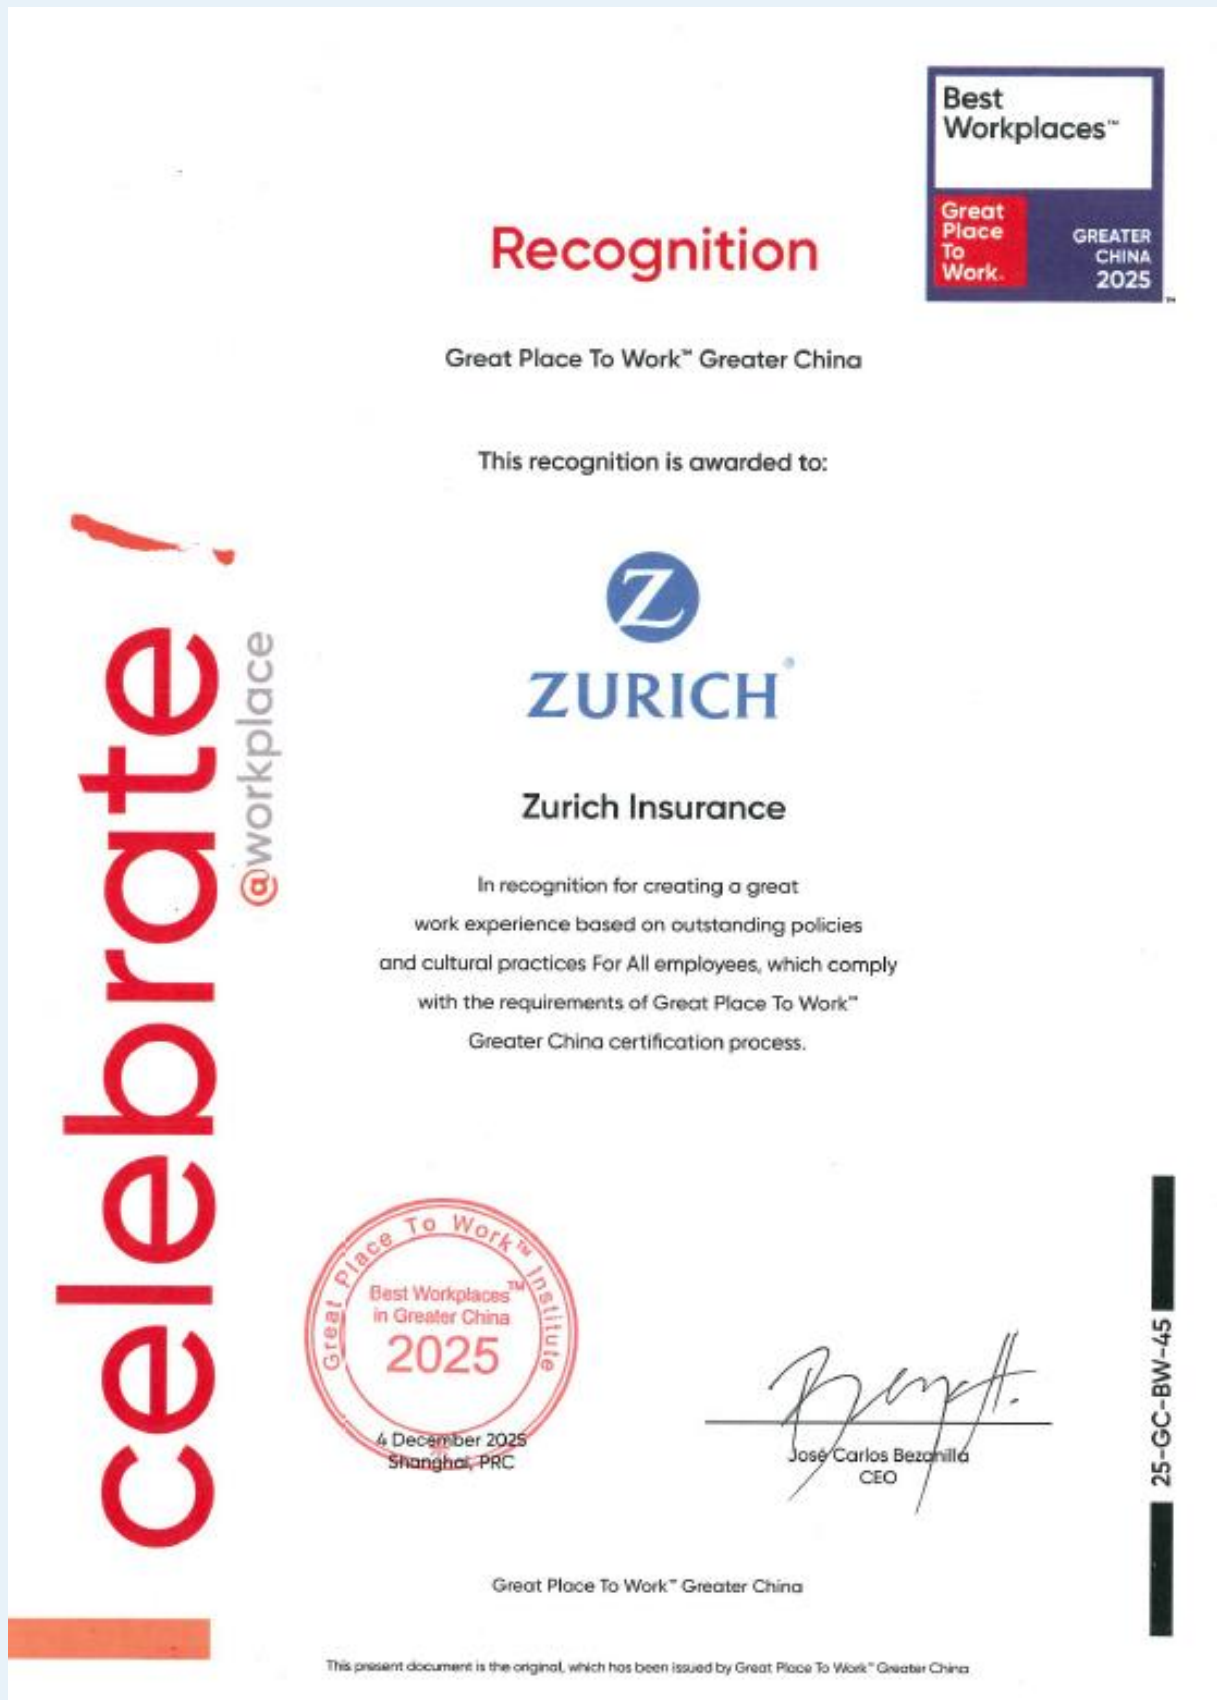 Best
Workplaces™
Great
Place
To
Work.
GREATER
CHINA
2025
™
Recognition
Great Place To Work™ Greater China
This recognition is awarded to:
Z
ZURICH®
Zurich Insurance
In recognition for creating a great
work experience based on outstanding policies
and cultural practices For All employees, which comply
with the requirements of Great Place To Work™
Greater China certification process.
celebrate!
@workplace
Great Place To Work™ Institute
Best Workplaces™
in Greater China
2025
4 December 2025
Shanghai, PRC
José Carlos Bezanilla
CEO
25-GC-BW-45
Great Place To Work™ Greater China
This present document is the original, which has been issued by Great Place To Work™ Greater China